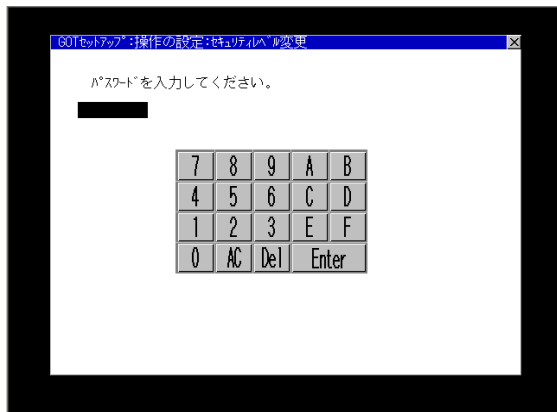 GOTｾｯﾄｱｯﾌﾟ:操作の設定:ｾｷｭﾘﾃｨﾚﾍﾞﾙ変更
ﾊﾟｽﾜｰﾄﾞを入力してください。
7 8 9 A B
4 5 6 C D
1 2 3 E F
0 AC Del Enter